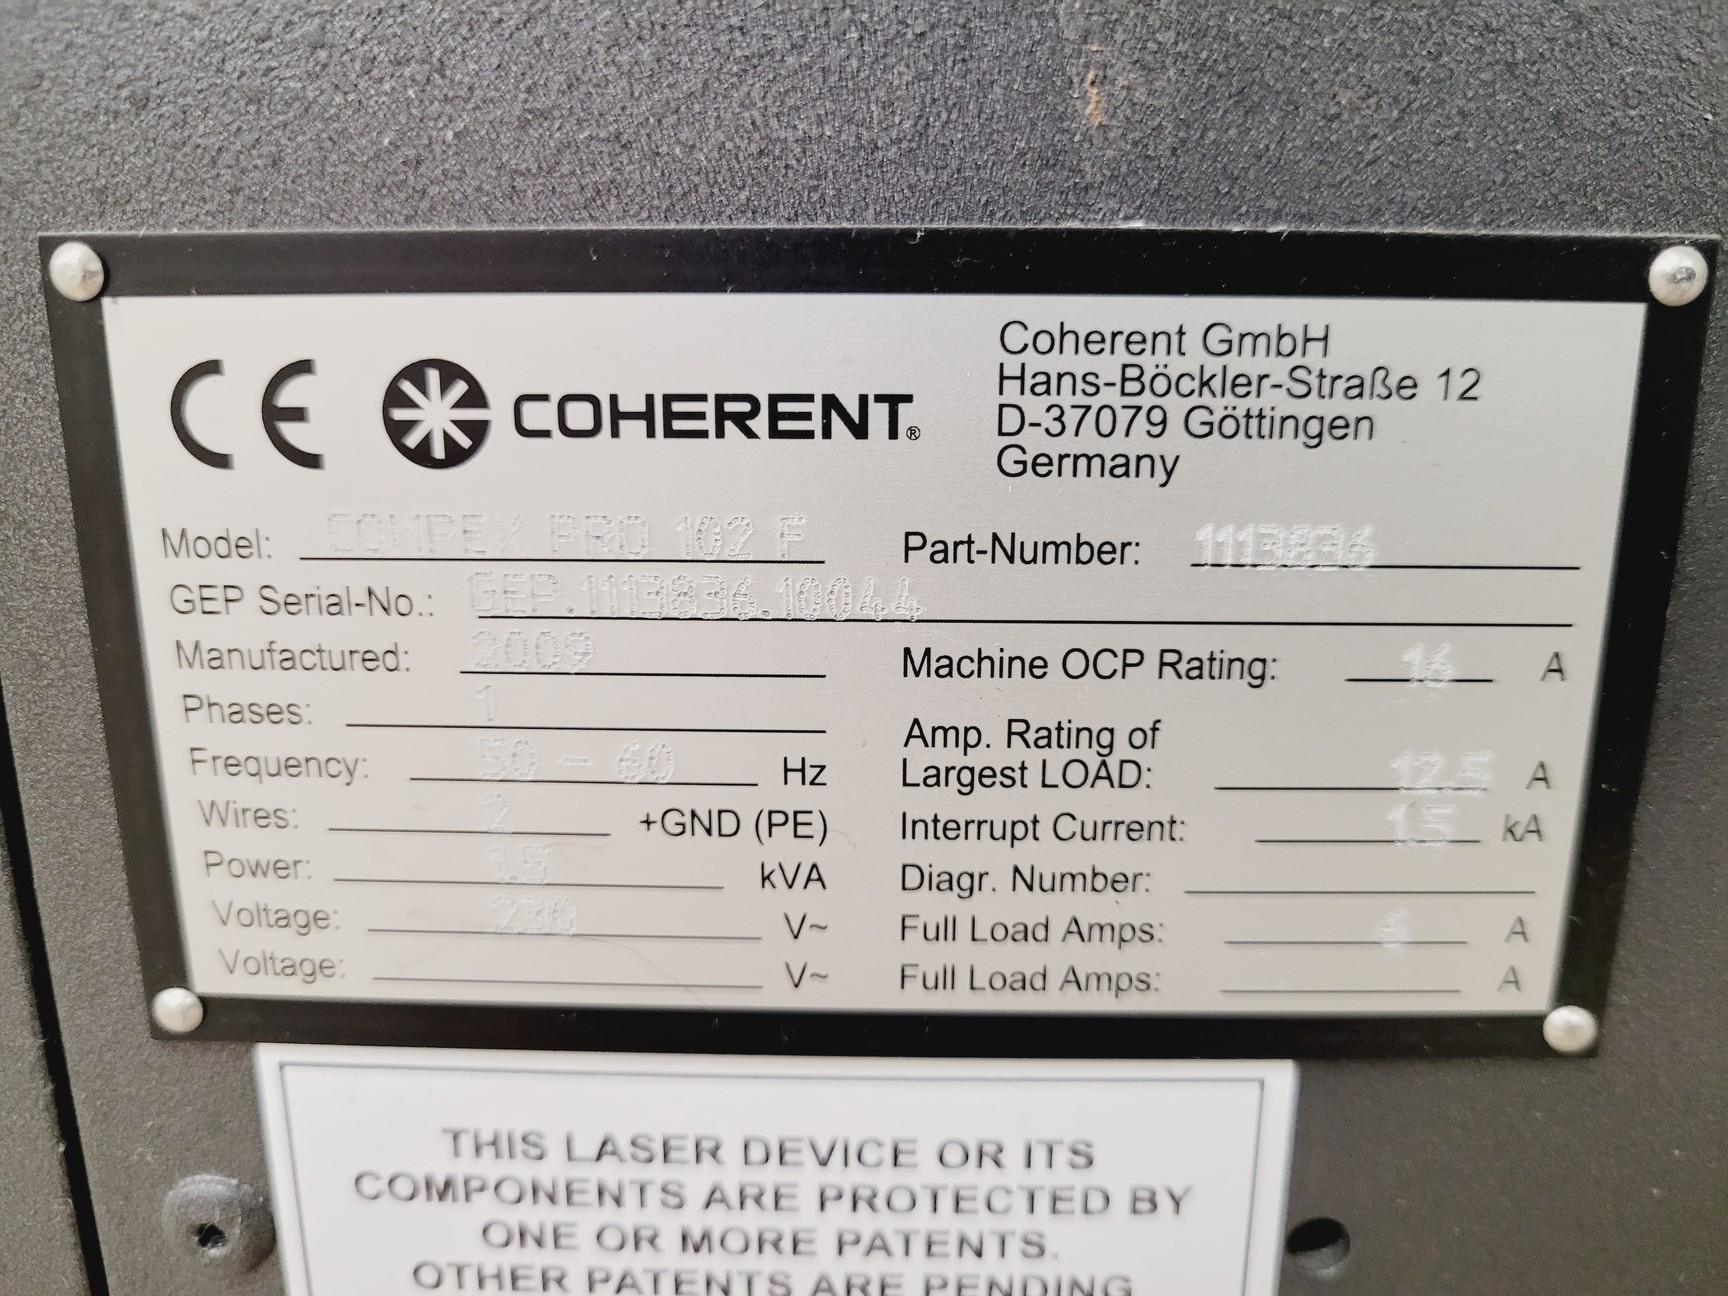 CE COHERENT®
Coherent GmbH
Hans-Böckler-Straße 12
D-37079 Göttingen
Germany
Model: COMPEX PRO 102 F Part-Number: 1113836
GEP Serial-No.: GEP.1113836.10044
Manufactured: 2009 Machine OCP Rating: 16 A
Phases: 1
Amp. Rating of
Frequency: 50 - 60 Hz Largest LOAD: 12.5 A
Wires: 2 +GND (PE) Interrupt Current: 1.5 kA
Power: 1.5 kVA Diagr. Number:
Voltage: 230 V~ Full Load Amps: A
Voltage: V~ Full Load Amps: A
THIS LASER DEVICE OR ITS
COMPONENTS ARE PROTECTED BY
ONE OR MORE PATENTS.
OTHER PATENTS ARE PENDING